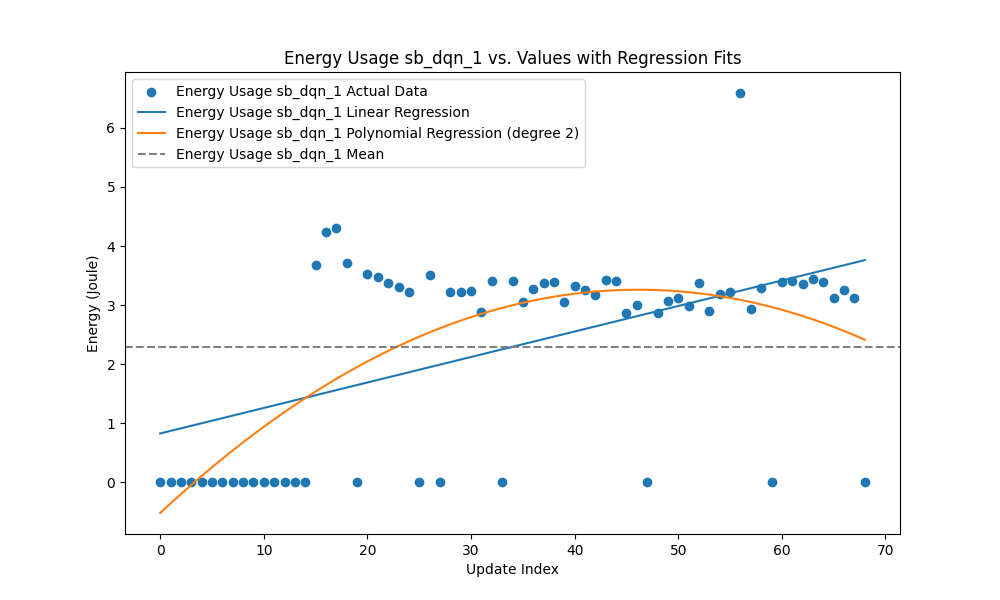 Energy Usage sb_dqn_1 vs. Values with Regression Fits
Energy Usage sb_dqn_1 Actual Data
Energy Usage sb_dqn_1 Linear Regression
Energy Usage sb_dqn_1 Polynomial Regression (degree 2)
Energy Usage sb_dqn_1 Mean
Energy (Joule)
6
5
4
3
2
1
0
0 10 20 30 40 50 60 70
Update Index